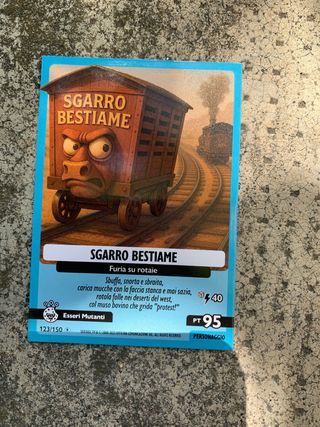 SGARRO
BESTIAME
SGARRO BESTIAME
Furia su rotaie
Sbuffa, snorta e sbraita,
carica mucche con la faccia stanca e mai sazia,
rotola folle nei deserti del west,
col muso bovino che grida "protest!"
40
Esseri Mutanti
PT 95
123/150
PERSONAGGIO